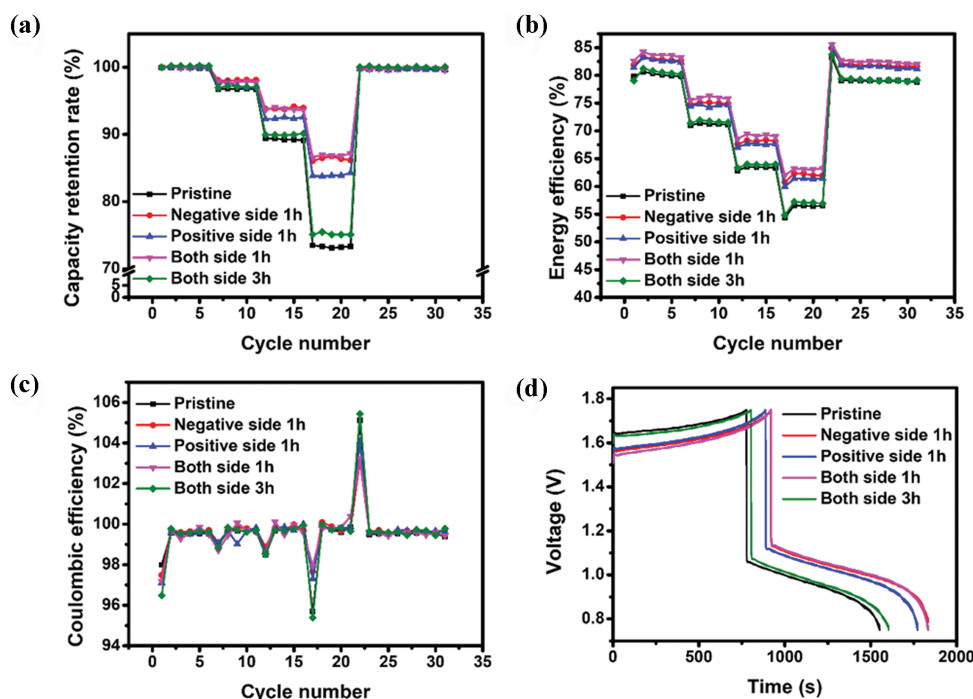 (a)
Capacity retention rate (%)
100
90
80
70
5
0
Pristine
Negative side 1h
Positive side 1h
Both side 1h
Both side 3h
0 5 10 15 20 25 30 35
Cycle number
(b)
Energy efficiency (%)
85
80
75
70
65
60
55
50
45
40
Pristine
Negative side 1h
Positive side 1h
Both side 1h
Both side 3h
0 5 10 15 20 25 30 35
Cycle number
(c)
Coulombic efficiency (%)
106
104
102
100
98
96
94
Pristine
Negative side 1h
Positive side 1h
Both side 1h
Both side 3h
0 5 10 15 20 25 30 35
Cycle number
(d)
Voltage (V)
1.8
1.6
1.4
1.2
1.0
0.8
Pristine
Negative side 1h
Positive side 1h
Both side 1h
Both side 3h
0 500 1000 1500 2000
Time (s)